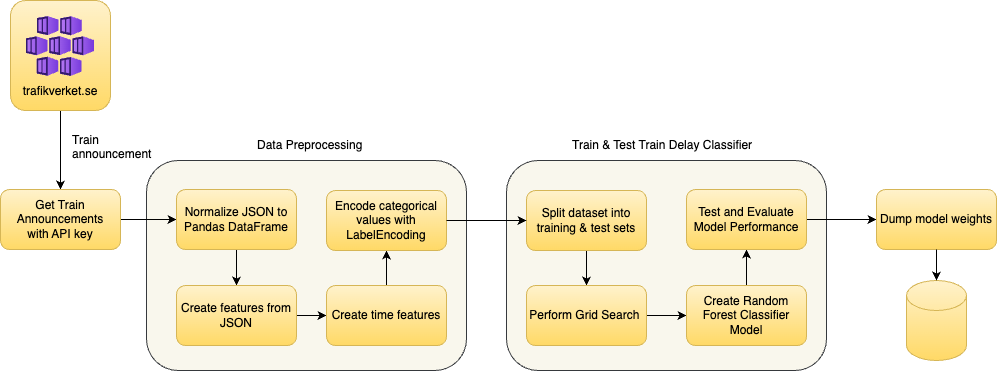 trafikverket.se
Train
announcement
Get Train
Announcements
with API key
Data Preprocessing
Normalize JSON to
Pandas DataFrame
Create features from
JSON
Create time features
Encode categorical
values with
LabelEncoding
Train & Test Train Delay Classifier
Split dataset into
training & test sets
Perform Grid Search
Create Random
Forest Classifier
Model
Test and Evaluate
Model Performance
Dump model weights